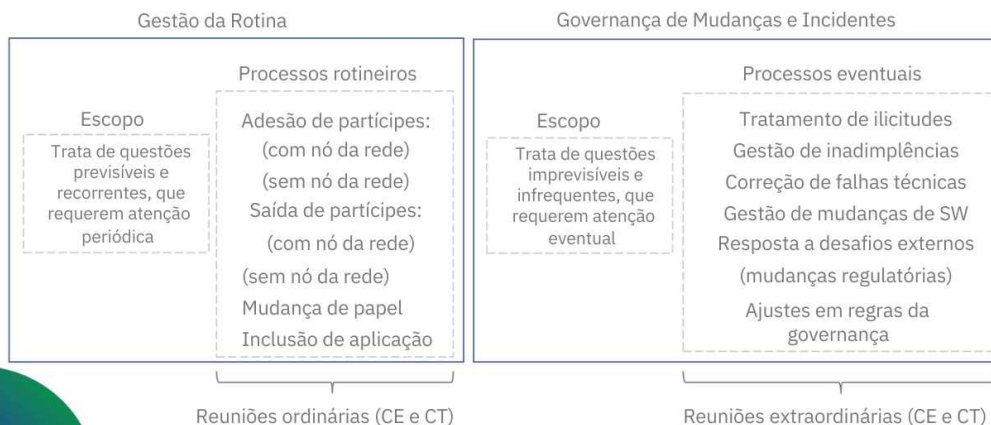 Gestão da Rotina
Processos rotineiros
Escopo
Trata de questões
previsíveis e
recorrentes, que
requerem atenção
periódica
Adesão de partícipes:
(com nó da rede)
(sem nó da rede)
Saída de partícipes:
(com nó da rede)
(sem nó da rede)
Mudança de papel
Inclusão de aplicação
Reuniões ordinárias (CE e CT)
Governança de Mudanças e Incidentes
Processos eventuais
Escopo
Trata de questões
imprevisíveis e
infrequentes, que
requerem atenção
eventual
Tratamento de ilicitudes
Gestão de inadimplências
Correção de falhas técnicas
Gestão de mudanças de SW
Resposta a desafios externos
(mudanças regulatórias)
Ajustes em regras da
governança
Reuniões extraordinárias (CE e CT)